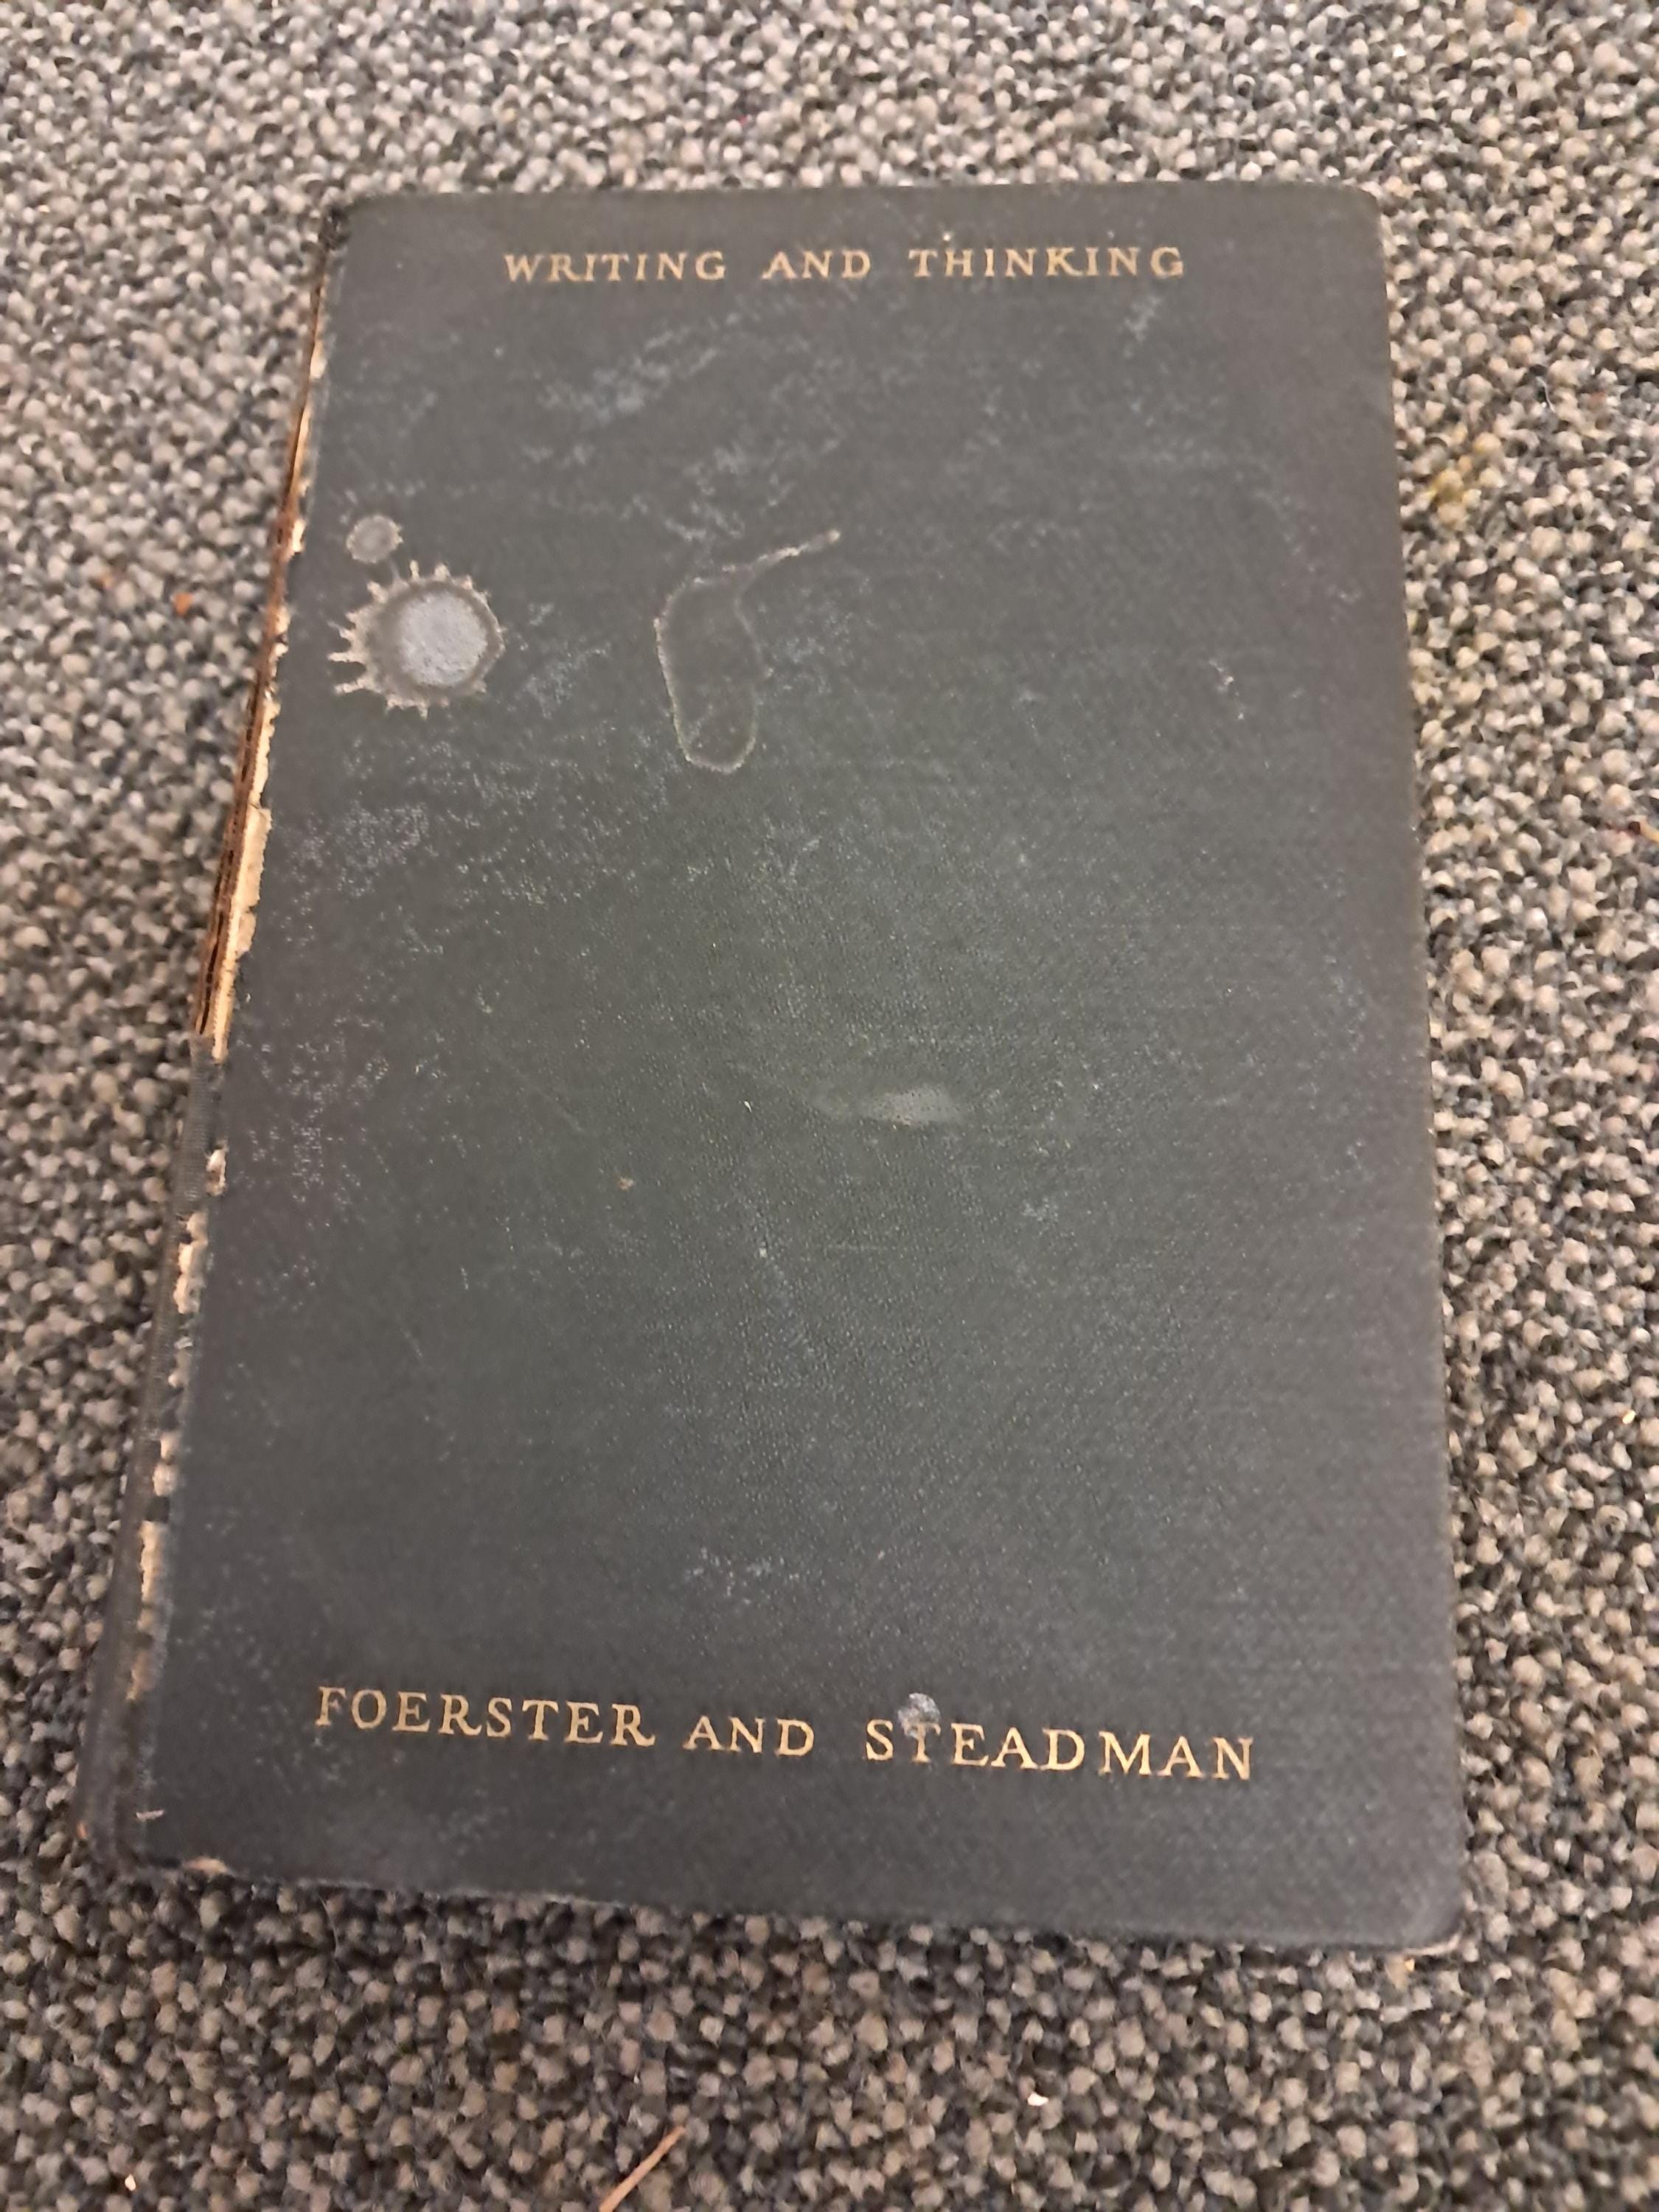 WRITING AND THINKING
FOERSTER AND STEADMAN